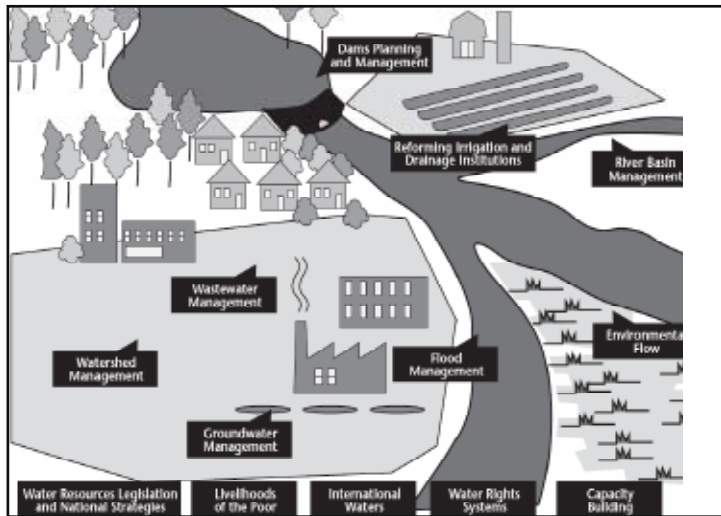 Dams Planning
and Management
Reforming Irrigation and
Drainage Institutions
River Basin
Management
Wastewater
Management
Environmenta
Flow
Watershed
Management
Flood
Management
Groundwater
Management
Water Resources Legislation
and National Strategies
Livelihoods
of the Poor
International
Waters
Water Rights
Systems
Capacity
Building